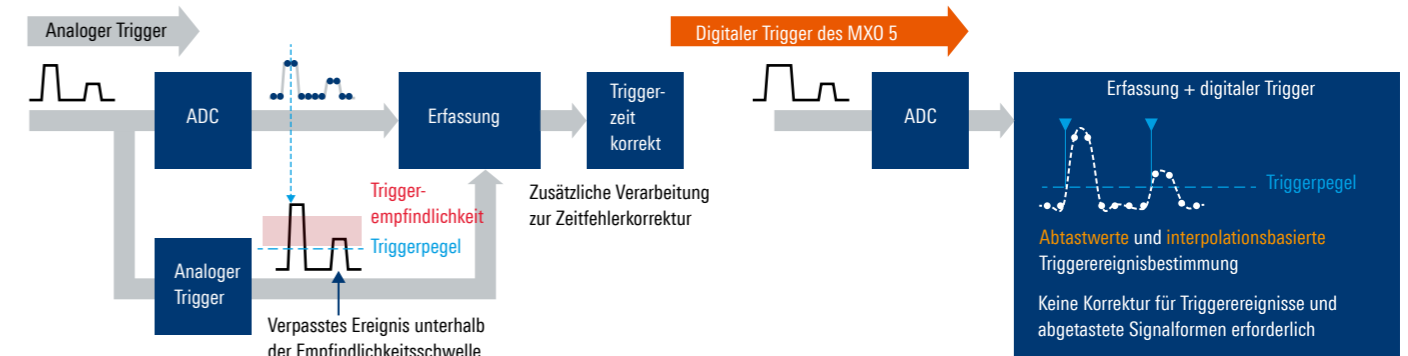 Analoger Trigger
ADC
Erfassung
Trigger-
zeit
korrekt
Trigger-
empfindlichkeit
Triggerpegel
Zusätzliche Verarbeitung
zur Zeitfehlerkorrektur
Analoger
Trigger
Verpasstes Ereignis unterhalb
der Empfindlichkeitsschwelle
Digitaler Trigger des MXO 5
ADC
Erfassung + digitaler Trigger
Triggerpegel
Abtastwerte und interpolationsbasierte
Triggerereignisbestimmung
Keine Korrektur für Triggerereignisse und
abgetastete Signalformen erforderlich